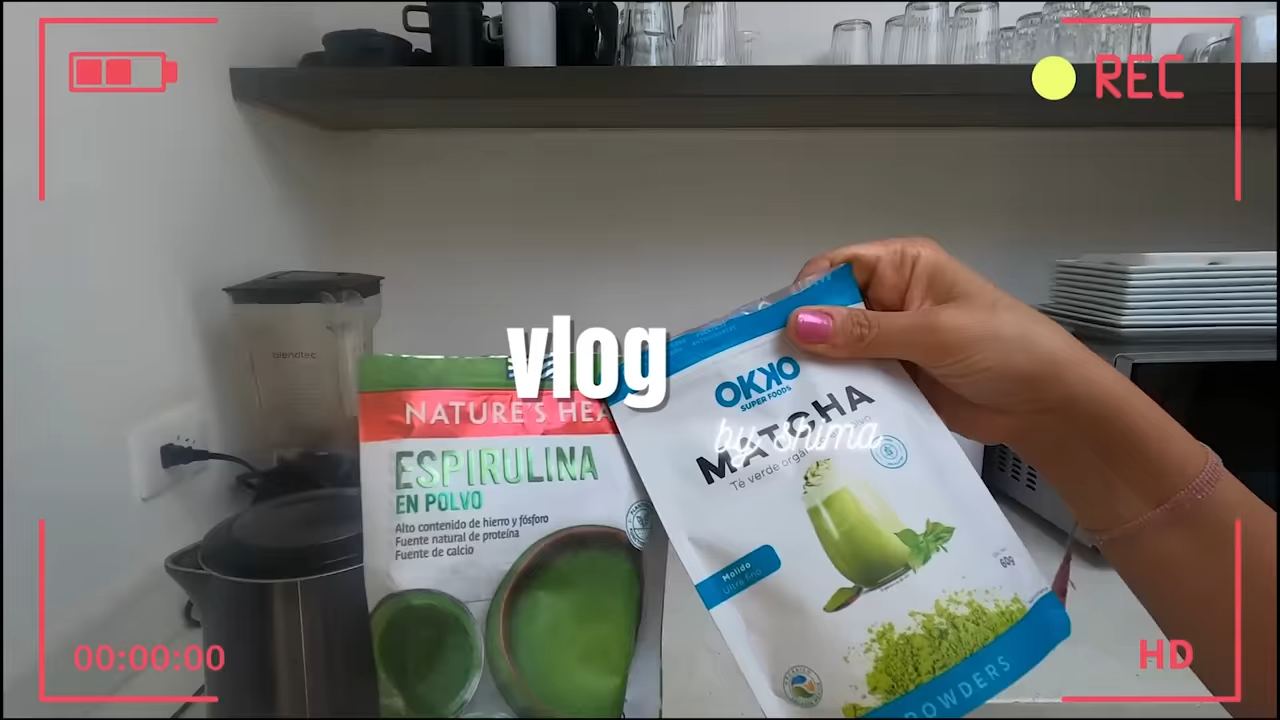 REC
blendtec
vlog
by shima
NATURE'S HEA
ESPIRULINA
EN POLVO
Alto contenido de hierro y fósforo
Fuente natural de proteína
Fuente de calcio
OKKO
SUPER FOODS
MATCHA
Té verde orgá
Molido
Ultra fino
60g
POWDERS
00:00:00
HD